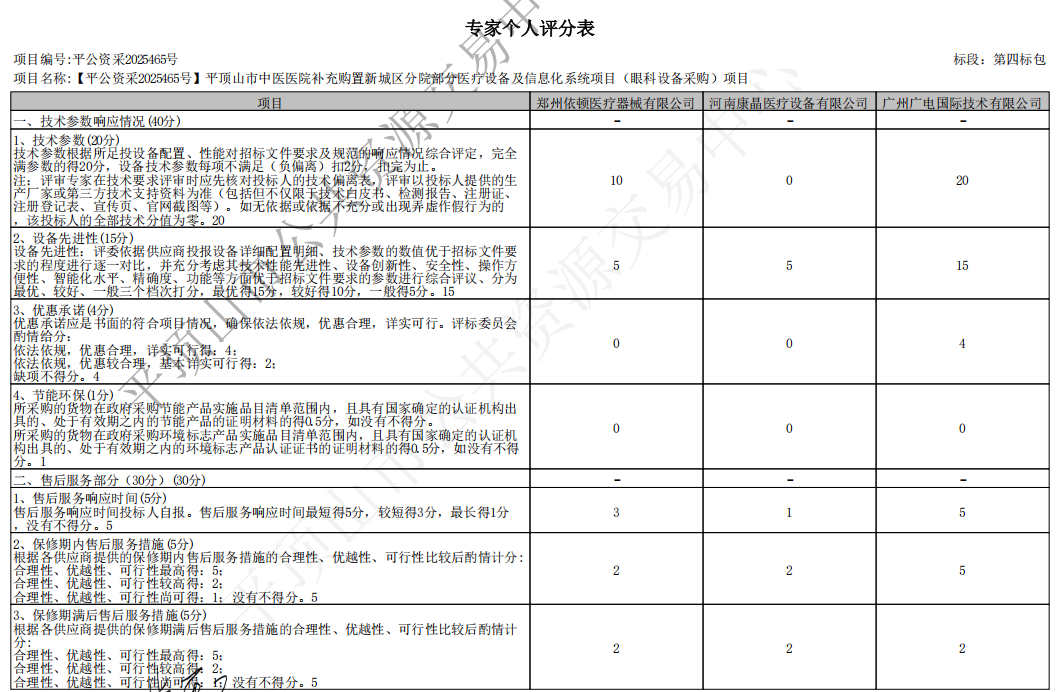 专家个人评分表
项目编号:平公资采2025465号 标段: 第四标包
项目名称:【平公资采2025465号】平顶山市中医医院补充购置新城区分院部分医疗设备及信息化系统项目（眼科设备采购）项目
项目 郑州依顿医疗器械有限公司 河南康晶医疗设备有限公司 广州广电国际技术有限公司
一、技术参数响应情况(40分) - - -
1、技术参数(20分)
技术参数根据所投设备配置、性能对招标文件要求及规范的响应情况综合评定，完全
满参数的得20分，设备技术参数每项不满足（负偏离）扣2分，扣完为止。
注：评审专家在技术要求评审时应先核对投标人的技术偏离表，评审以投标人提供的生
产厂家或第三方技术支持资料为准（包括但不仅限于技术白皮书、检测报告、注册证、
注册登记表、宣传页、官网截图等）。如无依据或依据不充分或出现弄虚作假行为的
，该投标人的全部技术分值为零。20
10 0 20
2、设备先进性(15分)
设备先进性：评委依据供应商投报设备详细配置明细、技术参数的数值优于招标文件要
求的程度进行逐一对比，并充分考虑其技术性能先进性、设备创新性、安全性、操作方
便性、智能化水平、精确度、功能等方面优于招标文件要求的参数进行综合评议、分为
最优、较好、一般三个档次打分，最优得15分，较好得10分，一般得5分。15
5 5 15
3、优惠承诺(4分)
优惠承诺应是书面的符合项目情况，确保依法依规，优惠合理，详实可行。评标委员会
酌情给分：
依法依规，优惠合理，详实可行得：4；
依法依规，优惠较合理，基本详实可行得：2；
缺项不得分。4
0 0 4
4、节能环保(1分)
所采购的货物在政府采购节能产品实施品目清单范围内，且具有国家确定的认证机构出
具的、处于有效期之内的节能产品的证明材料的得0.5分，如没有不得分。
所采购的货物在政府采购环境标志产品实施品目清单范围内，且具有国家确定的认证机
构出具的、处于有效期之内的环境标志产品认证证书的证明材料的得0.5分，如没有不得
分。1
0 0 0
二、售后服务部分（30分）(30分) - - -
1、售后服务响应时间(5分)
售后服务响应时间投标人自报。售后服务响应时间最短得5分，较短得3分，最长得1分
，没有不得分。5
3 1 5
2、保修期内售后服务措施(5分)
根据各供应商提供的保修期内售后服务措施的合理性、优越性、可行性比较后酌情计分:
合理性、优越性、可行性最高得：5；
合理性、优越性、可行性较高得：2；
合理性、优越性、可行性尚可得：1；没有不得分。5
2 2 5
3、保修期满后售后服务措施(5分)
根据各供应商提供的保修期满后售后服务措施的合理性、优越性、可行性比较后酌情计
分:
合理性、优越性、可行性最高得：5；
合理性、优越性、可行性较高得：2；
合理性、优越性、可行性尚可得：1；没有不得分。5
2 2 2
平顶山市公共资源交易中心
平顶山市公共资源交易中心